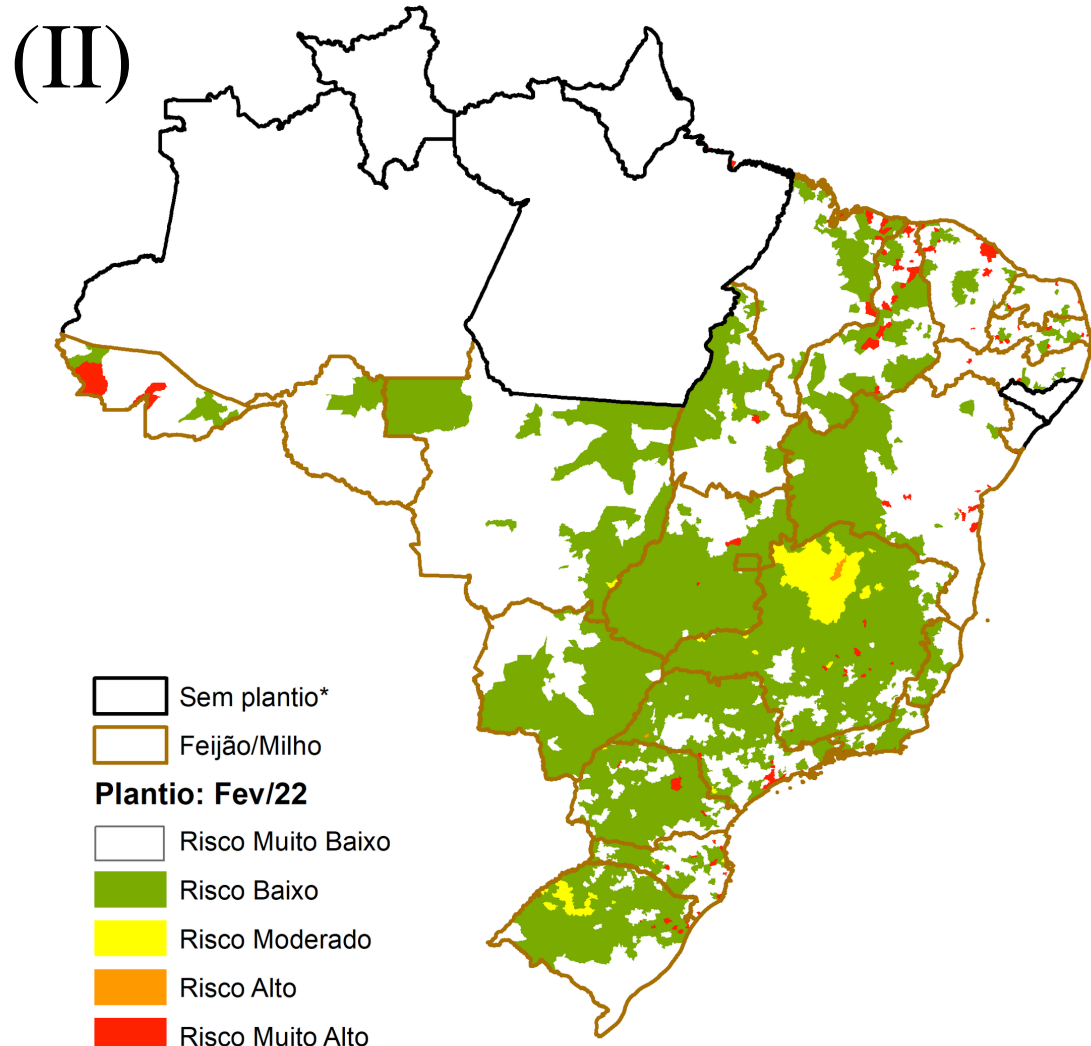 (II)
Sem plantio*
Feijão/Milho
Plantio: Fev/22
Risco Muito Baixo
Risco Baixo
Risco Moderado
Risco Alto
Risco Muito Alto